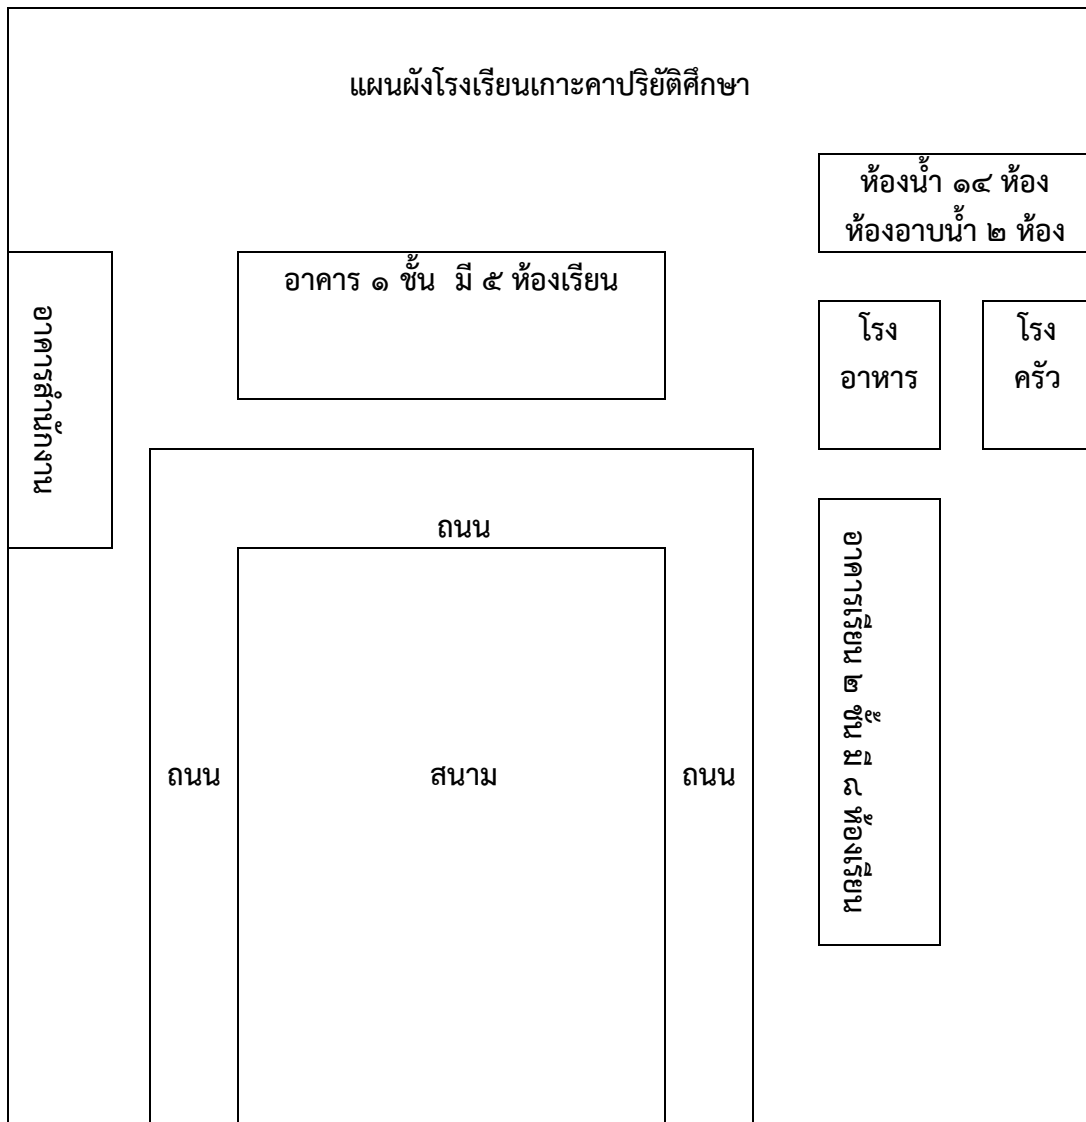 แผนผังโรงเรียนเกาะคาปริยัติศึกษา
ห้องน้ำ ๑๔ ห้อง
ห้องอาบน้ำ ๒ ห้อง
อาคาร ๑ ชั้น มี ๕ ห้องเรียน
อาคารสำนักงาน
โรง
อาหาร
โรง
ครัว
ถนน
อาคารเรียน ๒ ชั้น มี ๘ ห้องเรียน
ถนน
สนาม
ถนน